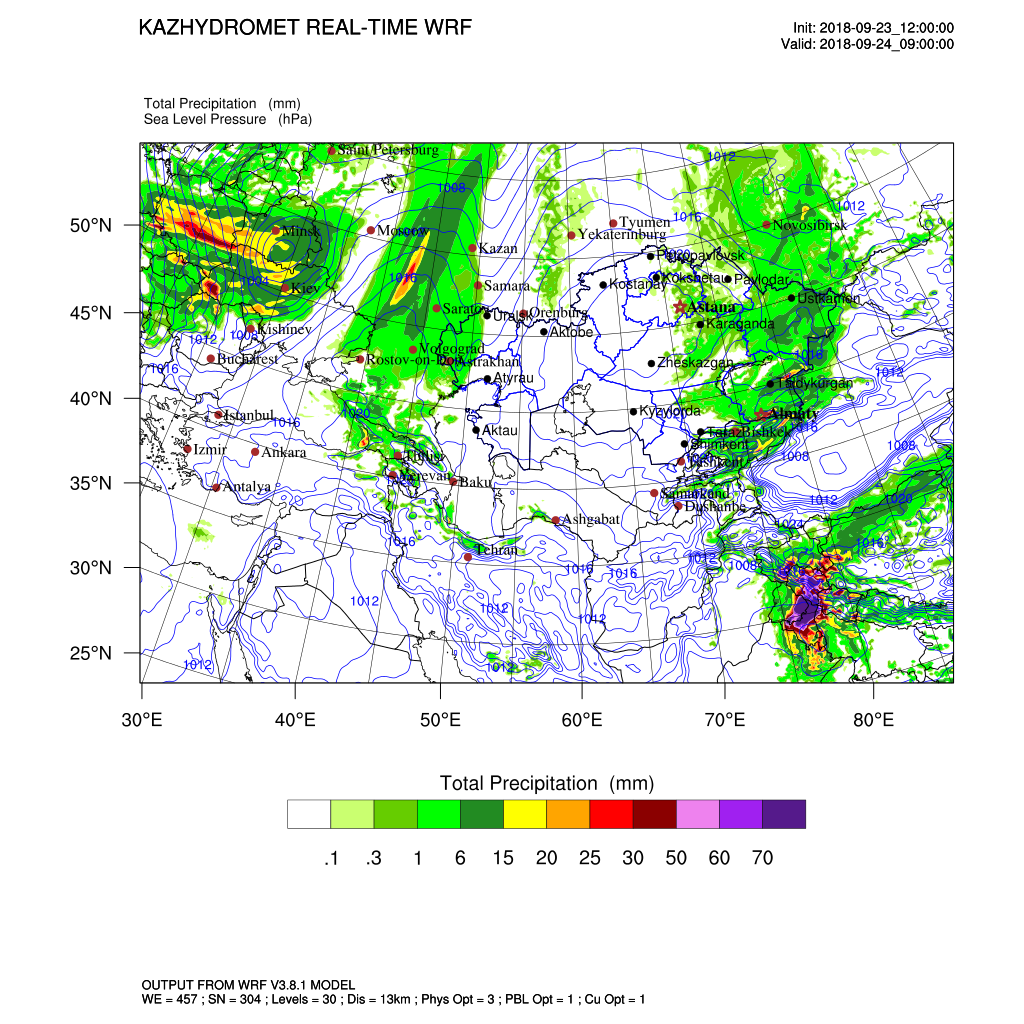 KAZHYDROMET REAL-TIME WRF
Init: 2018-09-23_12:00:00
Valid: 2018-09-24_09:00:00
Total Precipitation (mm)
Sea Level Pressure (hPa)
Saint Petersburg
1012
1008
1012
50°N
Tyumen
1016
Minsk
Moscow
Yekaterinburg
Novosibirsk
Kazan
Petropavlovsk
1016
Kokshetau
Pavlodar
1004
Kiev
Samara
Kostanay
Ustkamen
45°N
Saratov
Uralsk
Orenburg
Astana
Kishinev
1008
Aktobe
Karaganda
1012
Volgograd
1016
Bucharest
Rostov-on-Don
Astrakhan
Zheskazgan
1016
Atyrau
Taldykurgan
1012
40°N
Istanbul
1020
1016
Kyzylorda
Almaty
Aktau
Taraz
Bishkek
1016
Izmir
Ankara
Tbilisi
Shimkent
1008
Tashkent
1008
35°N
Antalya
Yerevan
Baku
Samarkand
Dushanbe
1012
1020
Ashgabat
1024
1016
Tehran
1012
1016
30°N
1016
1016
1008
1016
1012
1012
1012
25°N
1012
1012
30°E
40°E
50°E
60°E
70°E
80°E
Total Precipitation (mm)
.1 .3 1 6 15 20 25 30 50 60 70
OUTPUT FROM WRF V3.8.1 MODEL
WE = 457 ; SN = 304 ; Levels = 30 ; Dis = 13km ; Phys Opt = 3 ; PBL Opt = 1 ; Cu Opt = 1